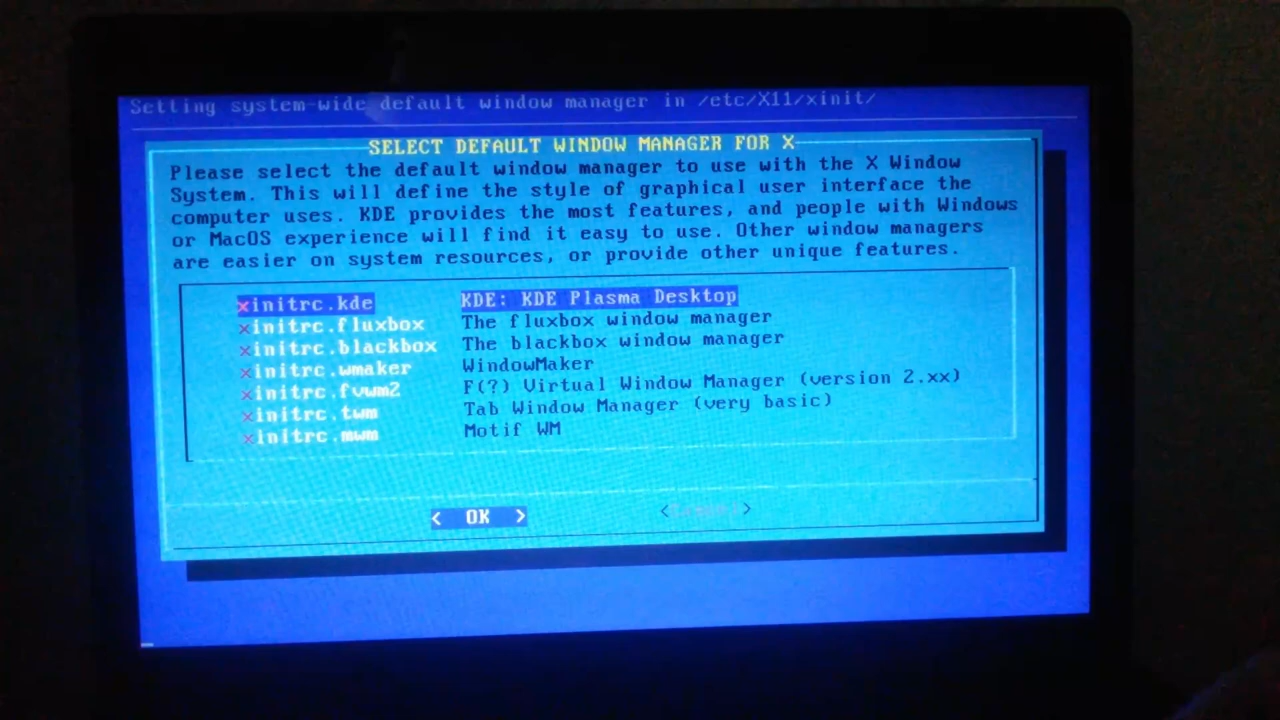 Setting system-wide default window manager in /etc/X11/xinit/
SELECT DEFAULT WINDOW MANAGER FOR X
Please select the default window manager to use with the X Window
System. This will define the style of graphical user interface the
computer uses. KDE provides the most features, and people with Windows
or MacOS experience will find it easy to use. Other window managers
are easier on system resources, or provide other unique features.
xinitrc.kde KDE: KDE Plasma Desktop
xinitrc.fluxbox The fluxbox window manager
xinitrc.blackbox The blackbox window manager
xinitrc.wmaker WindowMaker
xinitrc.fvwm2 F(?) Virtual Window Manager (version 2.xx)
xinitrc.twm Tab Window Manager (very basic)
xinitrc.mwm Motif WM
< OK > <Cancel>